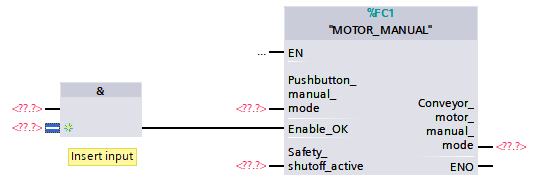 %FC1
"MOTOR_MANUAL"
... EN
&
Pushbutton_
manual_
<??.?> <??.?> mode
Conveyor_
<??.?> Enable_OK motor_
manual_
Insert input
Safety_ mode <??.?>
<??.?> shutoff_active ENO